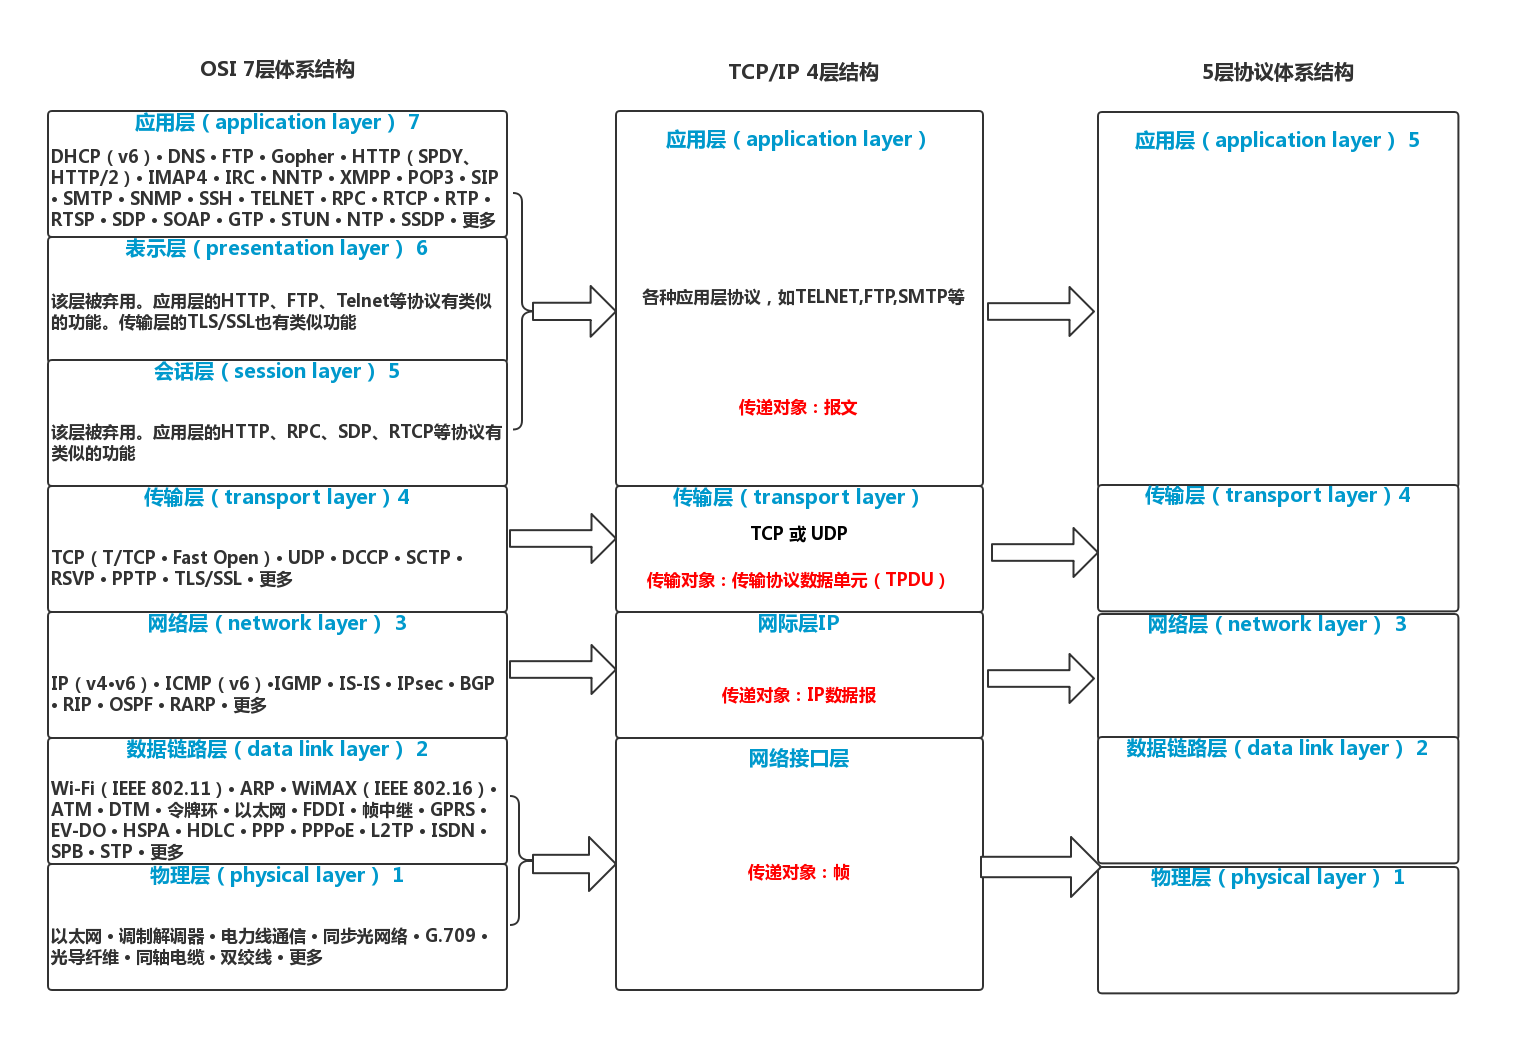 OSI 7层体系结构
应用层（application layer） 7
DHCP（v6）• DNS • FTP • Gopher • HTTP（SPDY、
HTTP/2）• IMAP4 • IRC • NNTP • XMPP • POP3 • SIP
• SMTP • SNMP • SSH • TELNET • RPC • RTCP • RTP •
RTSP • SDP • SOAP • GTP • STUN • NTP • SSDP • 更多
表示层（presentation layer） 6
该层被弃用。应用层的HTTP、FTP、Telnet等协议有类似
的功能。传输层的TLS/SSL也有类似功能
会话层（session layer） 5
该层被弃用。应用层的HTTP、RPC、SDP、RTCP等协议有
类似的功能
传输层（transport layer）4
TCP（T/TCP • Fast Open）• UDP • DCCP • SCTP •
RSVP • PPTP • TLS/SSL • 更多
网络层（network layer） 3
IP（v4•v6）• ICMP（v6）•IGMP • IS-IS • IPsec • BGP
• RIP • OSPF • RARP • 更多
数据链路层（data link layer） 2
Wi-Fi（IEEE 802.11）• ARP • WiMAX（IEEE 802.16）•
ATM • DTM • 令牌环 • 以太网 • FDDI • 帧中继 • GPRS •
EV-DO • HSPA • HDLC • PPP • PPPoE • L2TP • ISDN •
SPB • STP • 更多
物理层（physical layer） 1
以太网 • 调制解调器 • 电力线通信 • 同步光网络 • G.709 •
光导纤维 • 同轴电缆 • 双绞线 • 更多
TCP/IP 4层结构
应用层（application layer）
各种应用层协议，如TELNET,FTP,SMTP等
传递对象：报文
传输层（transport layer）
TCP 或 UDP
传输对象：传输协议数据单元（TPDU）
网际层IP
传递对象：IP数据报
网络接口层
传递对象：帧
5层协议体系结构
应用层（application layer） 5
传输层（transport layer）4
网络层（network layer） 3
数据链路层（data link layer） 2
物理层（physical layer） 1